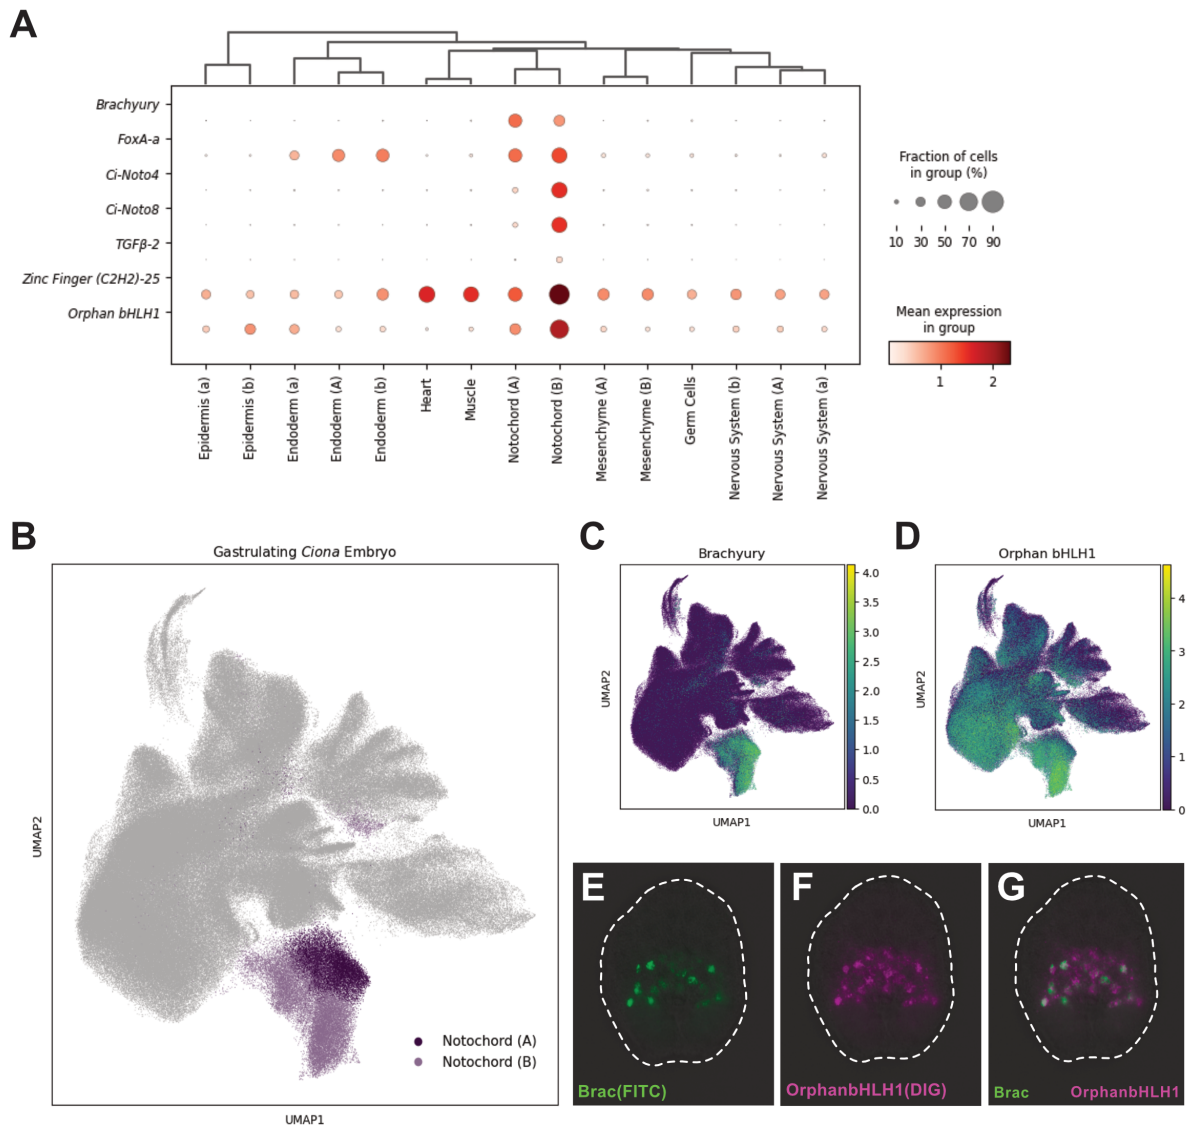 A
Brachyury
FoxA-a
Ci-Noto4
Ci-Noto8
TGFβ-2
Zinc Finger (C2H2)-25
Orphan bHLH1
Fraction of cells
in group (%)
10 30 50 70 90
Mean expression
in group
1 2
Epidermis (a)
Epidermis (b)
Endoderm (a)
Endoderm (A)
Endoderm (b)
Heart
Muscle
Notochord (A)
Notochord (B)
Mesenchyme (A)
Mesenchyme (B)
Germ Cells
Nervous System (b)
Nervous System (A)
Nervous System (a)
B
Gastrulating Ciona Embryo
UMAP2
Notochord (A)
Notochord (B)
UMAP1
C
Brachyury
UMAP2
4.0
3.5
3.0
2.5
2.0
1.5
1.0
0.5
0.0
UMAP1
D
Orphan bHLH1
UMAP2
4
3
2
1
0
UMAP1
E
Brac(FITC)
F
OrphanbHLH1(DIG)
G
Brac OrphanbHLH1